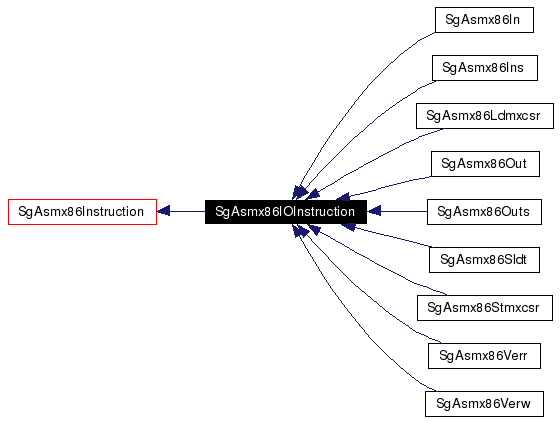 SgAsmx86In
SgAsmx86Ins
SgAsmx86Ldmxcsr
SgAsmx86Out
SgAsmx86Instruction
SgAsmx86IOInstruction
SgAsmx86Outs
SgAsmx86Sldt
SgAsmx86Stmxcsr
SgAsmx86Verr
SgAsmx86Verw